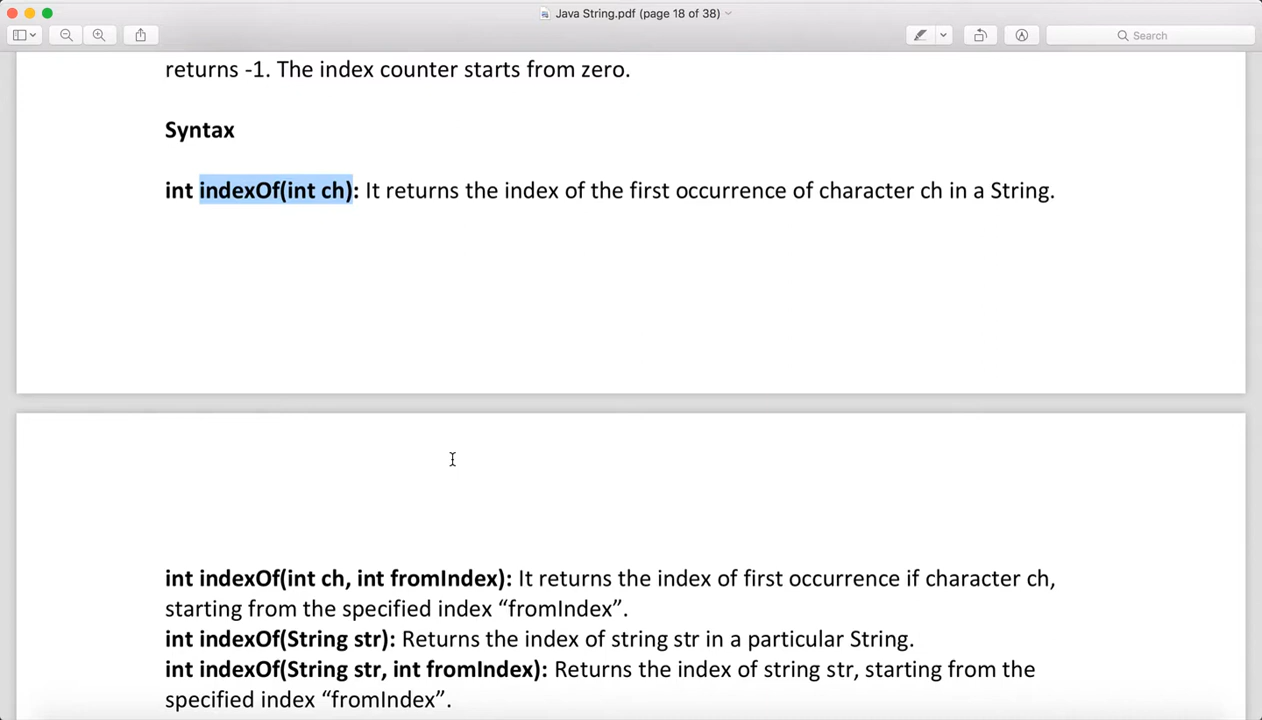 Java String.pdf (page 18 of 38)
Search
returns -1. The index counter starts from zero.
Syntax
int indexOf(int ch): It returns the index of the first occurrence of character ch in a String.
int indexOf(int ch, int fromIndex): It returns the index of first occurrence if character ch,
starting from the specified index “fromIndex”.
int indexOf(String str): Returns the index of string str in a particular String.
int indexOf(String str, int fromIndex): Returns the index of string str, starting from the
specified index “fromIndex”.